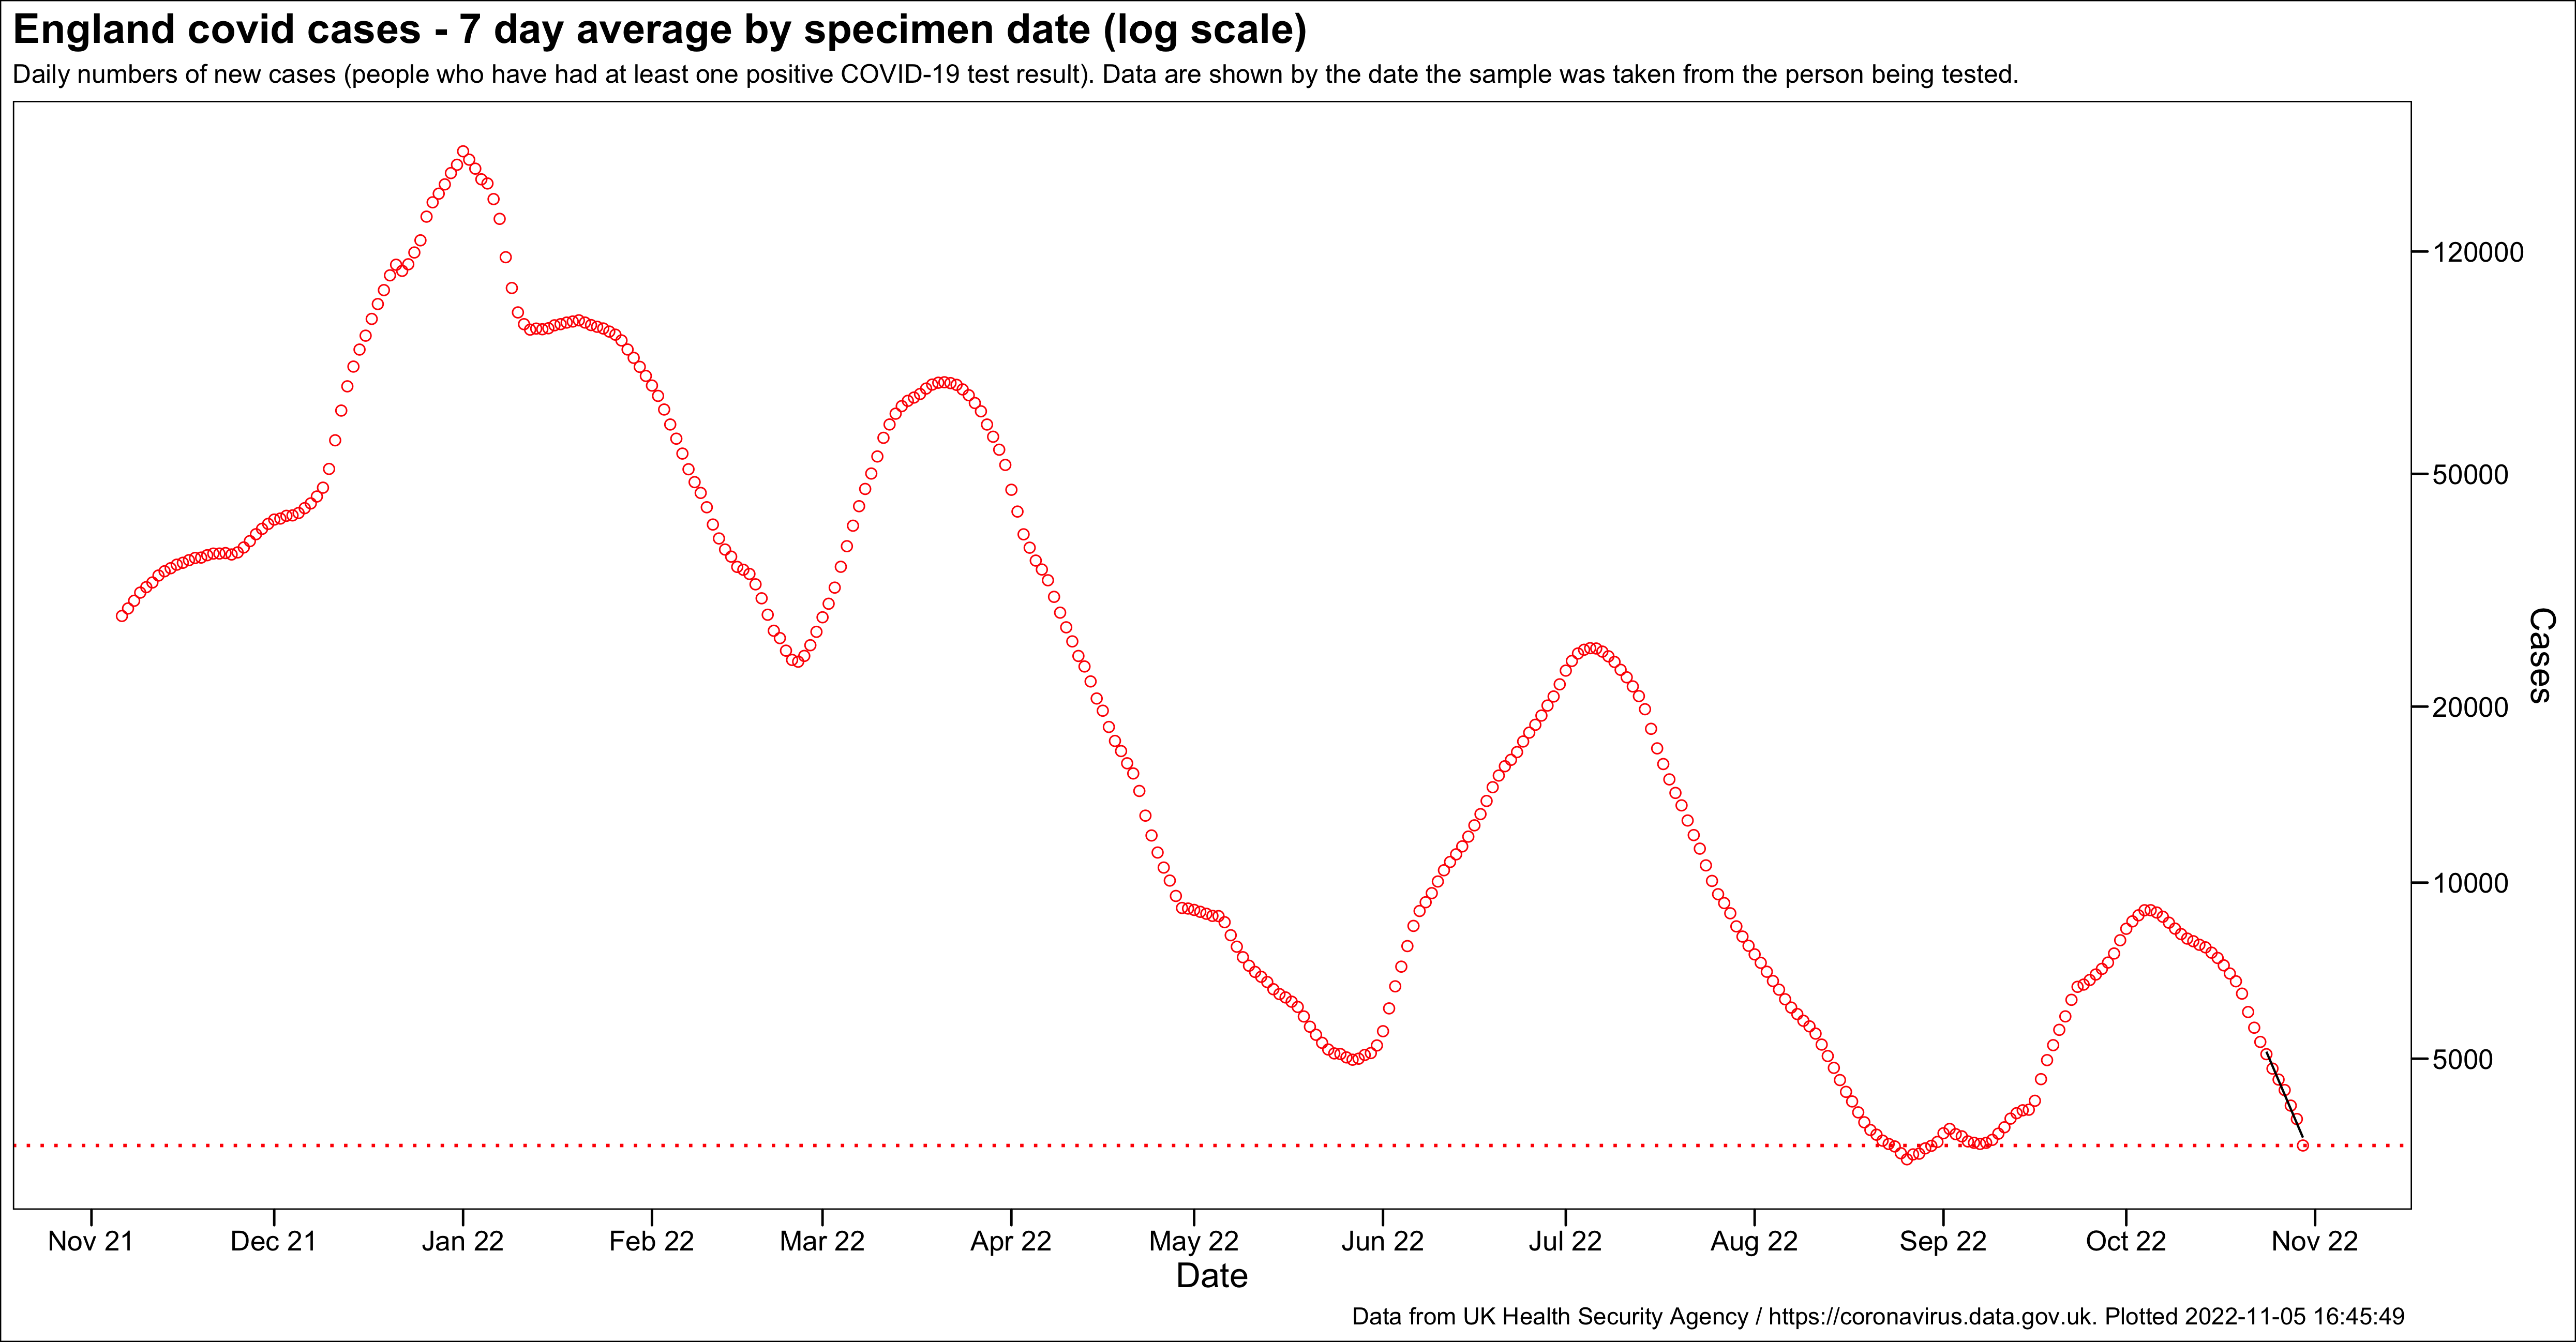 England covid cases - 7 day average by specimen date (log scale)
Daily numbers of new cases (people who have had at least one positive COVID-19 test result). Data are shown by the date the sample was taken from the person being tested.
120000
50000
20000
10000
5000
Cases
Nov 21 Dec 21 Jan 22 Feb 22 Mar 22 Apr 22 May 22 Jun 22 Jul 22 Aug 22 Sep 22 Oct 22 Nov 22
Date
Data from UK Health Security Agency / https://coronavirus.data.gov.uk. Plotted 2022-11-05 16:45:49